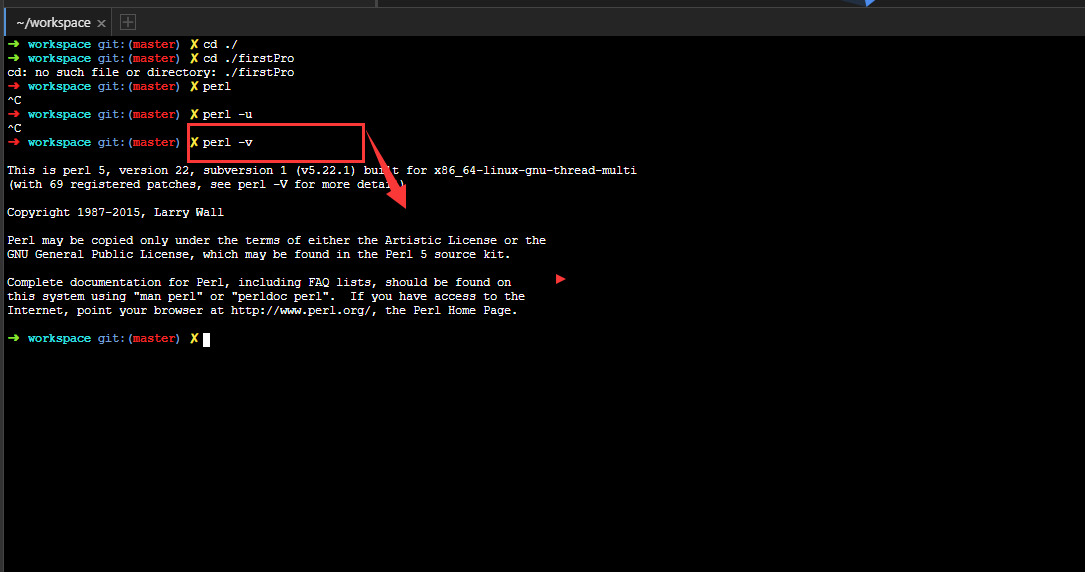 ~/workspace ×
➜ workspace git:(master) ✗ cd ./
➜ workspace git:(master) ✗ cd ./firstPro
cd: no such file or directory: ./firstPro
➜ workspace git:(master) ✗ perl
^C
➜ workspace git:(master) ✗ perl -u
^C
➜ workspace git:(master) ✗ perl -v
This is perl 5, version 22, subversion 1 (v5.22.1) built for x86_64-linux-gnu-thread-multi
(with 69 registered patches, see perl -V for more detail)
Copyright 1987-2015, Larry Wall
Perl may be copied only under the terms of either the Artistic License or the
GNU General Public License, which may be found in the Perl 5 source kit.
Complete documentation for Perl, including FAQ lists, should be found on
this system using "man perl" or "perldoc perl".  If you have access to the
Internet, point your browser at http://www.perl.org/, the Perl Home Page.
➜ workspace git:(master) ✗